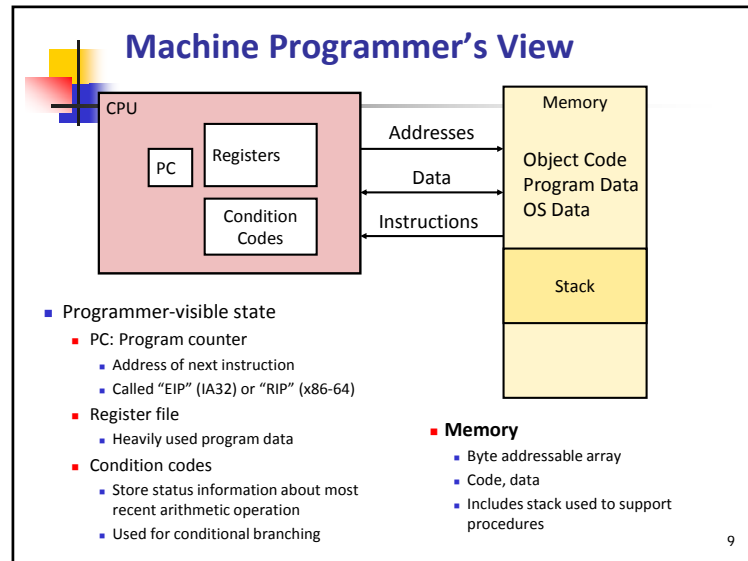 Machine Programmer's View
CPU
PC
Registers
Condition
Codes
Addresses
Data
Instructions
Memory
Object Code
Program Data
OS Data
Stack
Programmer-visible state
PC: Program counter
Address of next instruction
Called “EIP” (IA32) or “RIP” (x86-64)
Register file
Heavily used program data
Condition codes
Store status information about most
recent arithmetic operation
Used for conditional branching
Memory
Byte addressable array
Code, data
Includes stack used to support
procedures
9